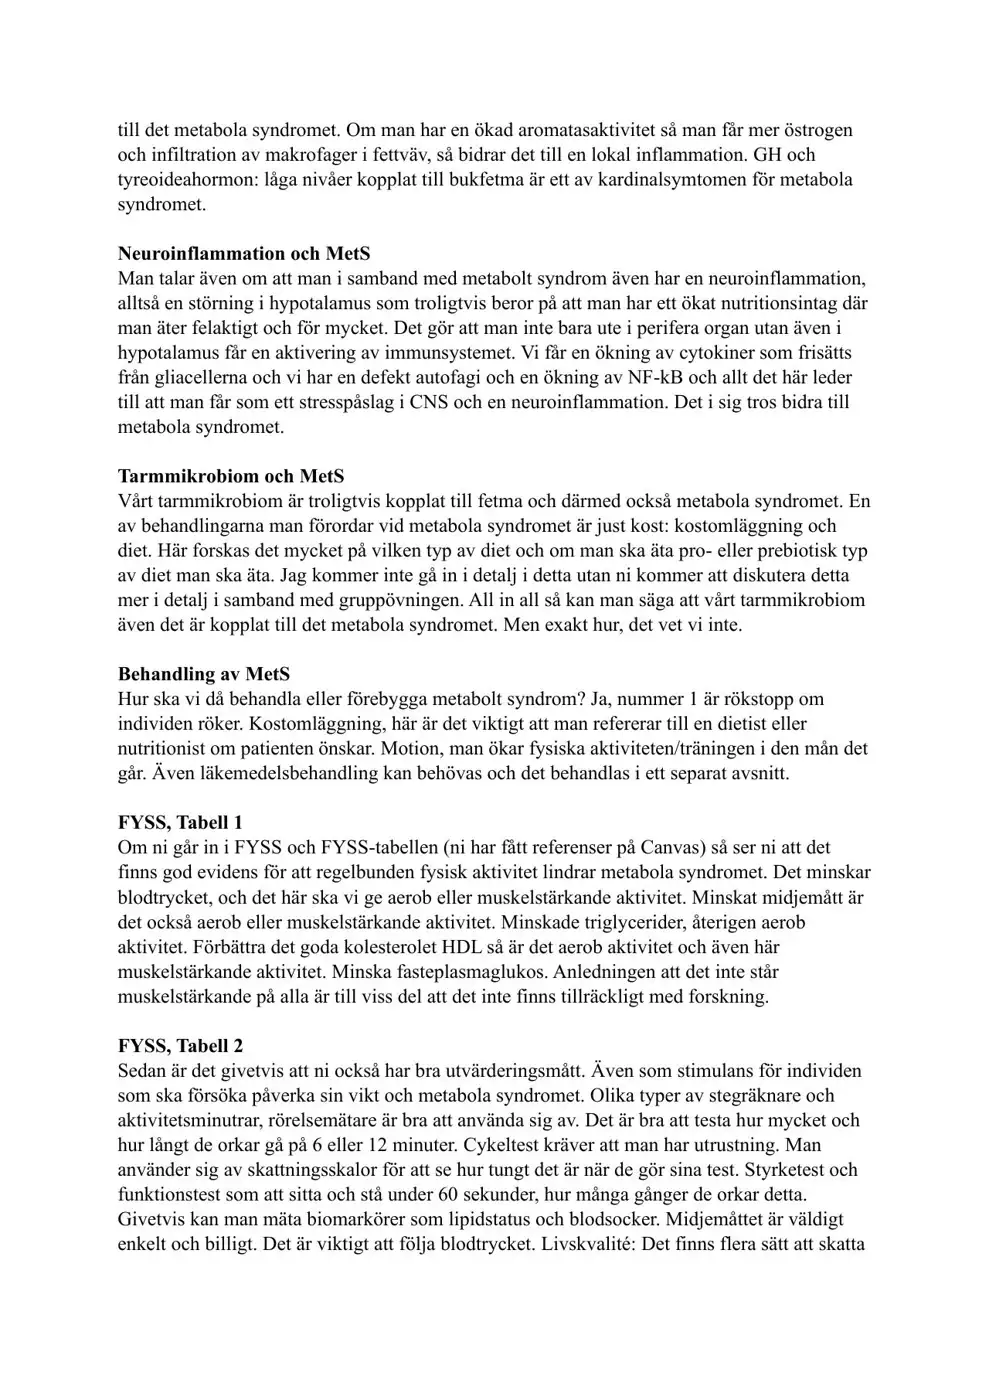 till det metabola syndromet. Om man har en ökad aromatasaktivitet så man får mer östrogen
och infiltration av makrofager i fettväv, så bidrar det till en lokal inflammation. GH och
tyreoideahormon: låga nivåer kopplat till bukfetma är ett av kardinalsymtomen för metabola
syndromet.
Neuroinflammation och MetS
Man talar även om att man i samband med metabolt syndrom även har en neuroinflammation,
alltså en störning i hypotalamus som troligtvis beror på att man har ett ökat nutritionsintag där
man äter felaktigt och för mycket. Det gör att man inte bara ute i perifera organ utan även i
hypotalamus får en aktivering av immunsystemet. Vi får en ökning av cytokiner som frisätts
från gliacellerna och vi har en defekt autofagi och en ökning av NF-kB och allt det här leder
till att man får som ett stresspåslag i CNS och en neuroinflammation. Det i sig tros bidra till
metabola syndromet.
Tarmmikrobiom och MetS
Vårt tarmmikrobiom är troligtvis kopplat till fetma och därmed också metabola syndromet. En
av behandlingarna man förordar vid metabola syndromet är just kost: kostomläggning och
diet. Här forskas det mycket på vilken typ av diet och om man ska äta pro- eller prebiotisk typ
av diet man ska äta. Jag kommer inte gå in i detalj i detta utan ni kommer att diskutera detta
mer i detalj i samband med gruppövningen. All in all så kan man säga att vårt tarmmikrobiom
även det är kopplat till det metabola syndromet. Men exakt hur, det vet vi inte.
Behandling av MetS
Hur ska vi då behandla eller förebygga metabolt syndrom? Ja, nummer 1 är rökstopp om
individen röker. Kostomläggning, här är det viktigt att man refererar till en dietist eller
nutritionist om patienten önskar. Motion, man ökar fysiska aktiviteten/träningen i den mån det
går. Även läkemedelsbehandling kan behövas och det behandlas i ett separat avsnitt.
FYSS, Tabell 1
Om ni går in i FYSS och FYSS-tabellen (ni har fått referenser på Canvas) så ser ni att det
finns god evidens för att regelbunden fysisk aktivitet lindrar metabola syndromet. Det minskar
blodtrycket, och det här ska vi ge aerob eller muskelstärkande aktivitet. Minskat midjemått är
det också aerob eller muskelstärkande aktivitet. Minskade triglycerider, återigen aerob
aktivitet. Förbättra det goda kolesterolet HDL så är det aerob aktivitet och även här
muskelstärkande aktivitet. Minska fasteplasmaglukos. Anledningen att det inte står
muskelstärkande på alla är till viss del att det inte finns tillräckligt med forskning.
FYSS, Tabell 2
Sedan är det givetvis att ni också har bra utvärderingsmått. Även som stimulans för individen
som ska försöka påverka sin vikt och metabola syndromet. Olika typer av stegräknare och
aktivitetsminutrar, rörelsemätare är bra att använda sig av. Det är bra att testa hur mycket och
hur långt de orkar gå på 6 eller 12 minuter. Cykeltest kräver att man har utrustning. Man
använder sig av skattningsskalor för att se hur tungt det är när de gör sina test. Styrketest och
funktionstest som att sitta och stå under 60 sekunder, hur många gånger de orkar detta.
Givetvis kan man mäta biomarkörer som lipidstatus och blodsocker. Midjemåttet är väldigt
enkelt och billigt. Det är viktigt att följa blodtrycket. Livskvalité: Det finns flera sätt att skatta